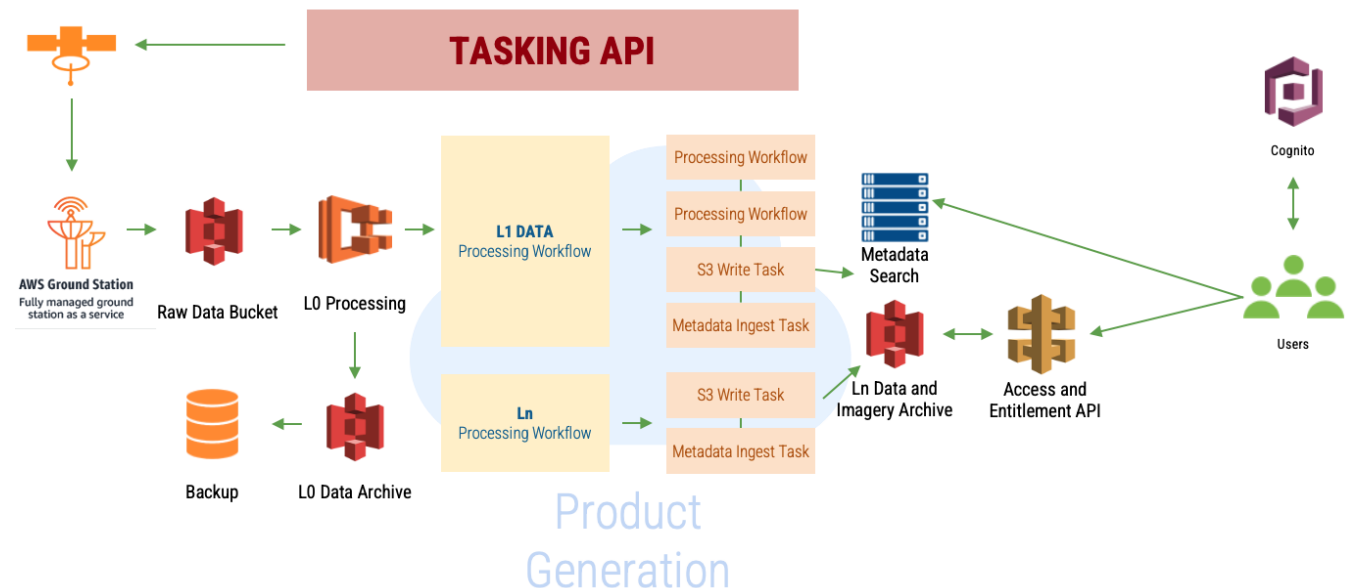 TASKING API
Cognito
Users
AWS Ground Station
Fully managed ground
station as a service
Raw Data Bucket
L0 Processing
L1 DATA
Processing Workflow
Processing Workflow
Processing Workflow
S3 Write Task
Metadata Ingest Task
Metadata
Search
Backup
L0 Data Archive
Ln
Processing Workflow
S3 Write Task
Metadata Ingest Task
Ln Data and
Imagery Archive
Access and
Entitlement API
Product
Generation